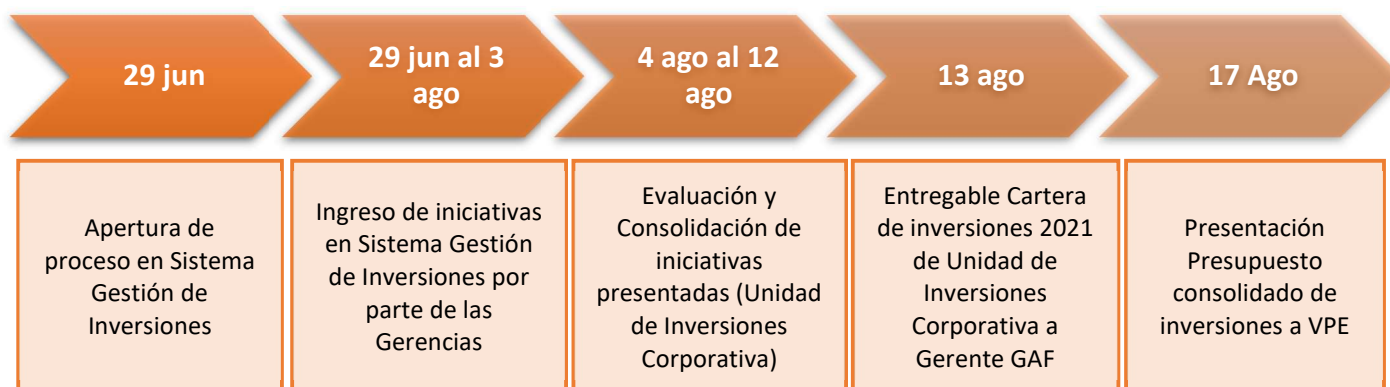 29 jun
29 jun al 3
ago
4 ago al 12
ago
13 ago
17 Ago
Apertura de
proceso en Sistema
Gestión de
Inversiones
Ingreso de iniciativas
en Sistema Gestión
de Inversiones por
parte de las
Gerencias
Evaluación y
Consolidación de
iniciativas
presentadas (Unidad
de Inversiones
Corporativa)
Entregable Cartera
de inversiones 2021
de Unidad de
Inversiones
Corporativa a
Gerente GAF
Presentación
Presupuesto
consolidado de
inversiones a VPE